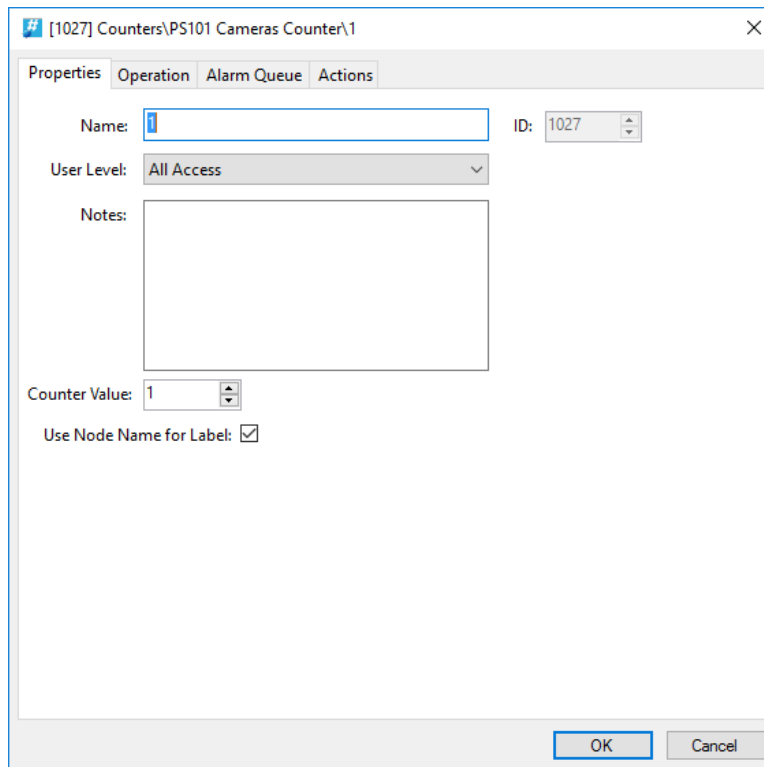 [1027] Counters\PS101 Cameras Counter\1
Properties Operation Alarm Queue Actions
Name: 1 ID: 1027
User Level: All Access
Notes:
Counter Value: 1
Use Node Name for Label:
OK Cancel